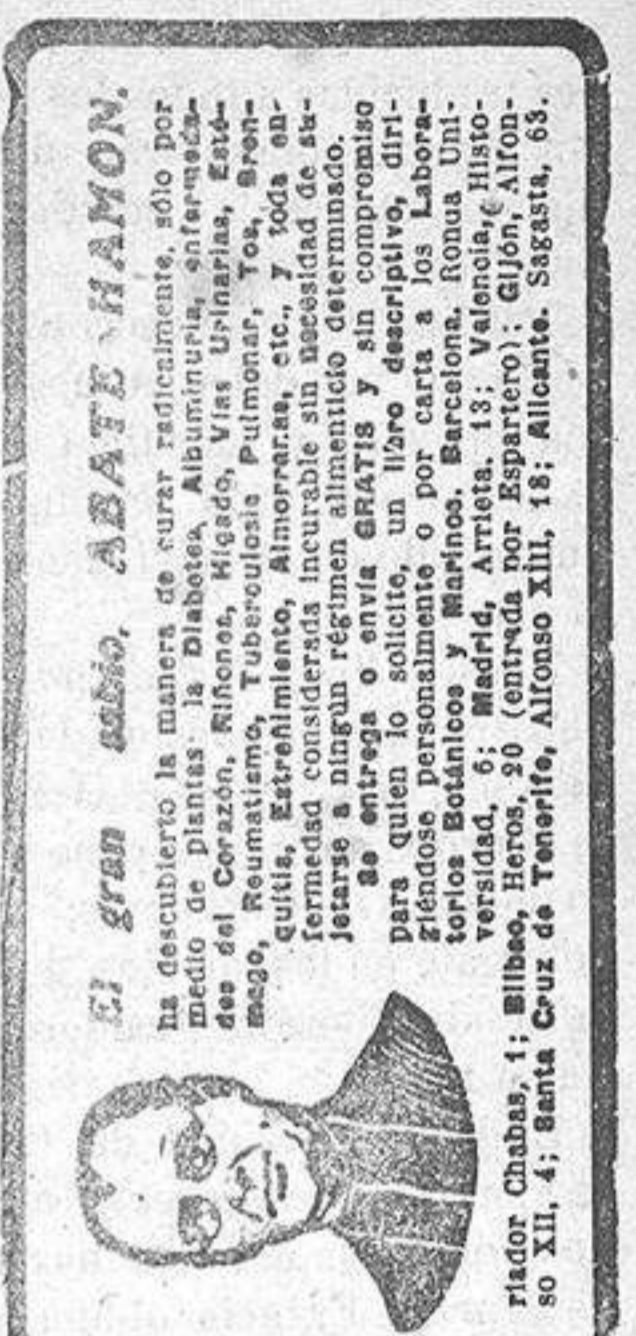 El gran sabio, ABATE HAMON,
ha descubierto la manera de curar radicalmente, sólo por
medio de plantas la Diabetes, Albuminuria, enfermeda-
des del Corazón, Riñones, Hígado, Vías Urinarias, Estó-
mago, Reumatismo, Tuberculosis Pulmonar, Tos, Bron-
quitis, Estreñimiento, Almorranas, etc., y toda en-
fermedad considerada incurable sin necesidad de su-
jetarse a ningún régimen alimenticio determinado.
Se entrega o envía GRATIS y sin compromiso
para quien lo solicite, un libro descriptivo, diri-
giéndose personalmente o por carta a los Labora-
torios Botánicos y Marinos. Barcelona. Ronua Uni-
versidad, 6; Madrid, Arrieta. 13; Valencia, Histo-
riador Chabas, 1; Bilbao, Heros, 20 (entrada por Espartero); Gijón, Alfon-
so XII, 4; Santa Cruz de Tenerife, Alfonso XIII, 18; Alicante. Sagasta, 63.